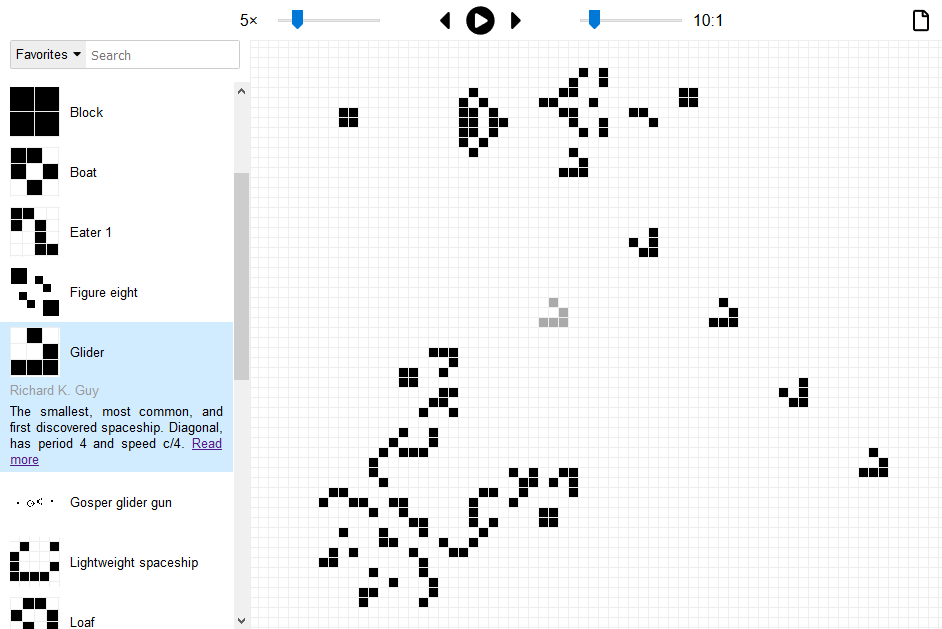 5×
10:1
Favorites
Search
Block
Boat
Eater 1
Figure eight
Glider
Richard K. Guy
The smallest, most common, and
first discovered spaceship. Diagonal,
has period 4 and speed c/4. Read
more
Gosper glider gun
Lightweight spaceship
Loaf